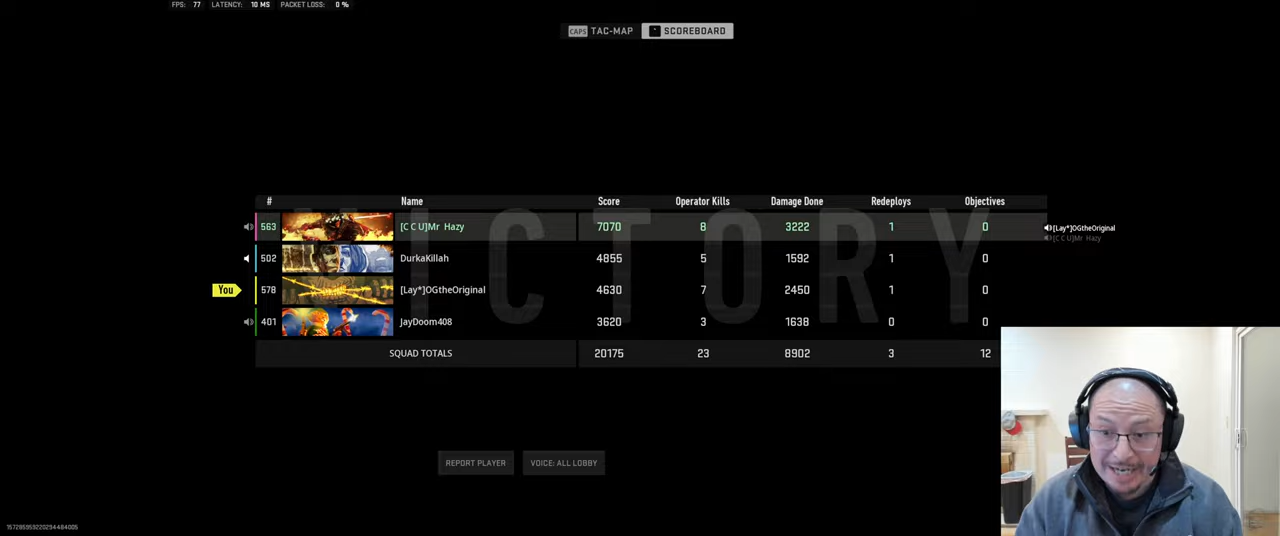 FPS: 77 LATENCY: 10 MS PACKET LOSS: 0 %
CAPS TAC-MAP SCOREBOARD
VICTORY
# Name Score Operator Kills Damage Done Redeploys Objectives
563 [C C U]Mr Hazy 7070 8 3222 1 0
[Lay*]OGtheOriginal
[C C U]Mr Hazy
502 DurkaKillah 4855 5 1592 1 0
You 578 [Lay*]OGtheOriginal 4630 7 2450 1 0
401 JayDoom408 3620 3 1638 0 0
SQUAD TOTALS 20175 23 8902 3 12
REPORT PLAYER VOICE: ALL LOBBY